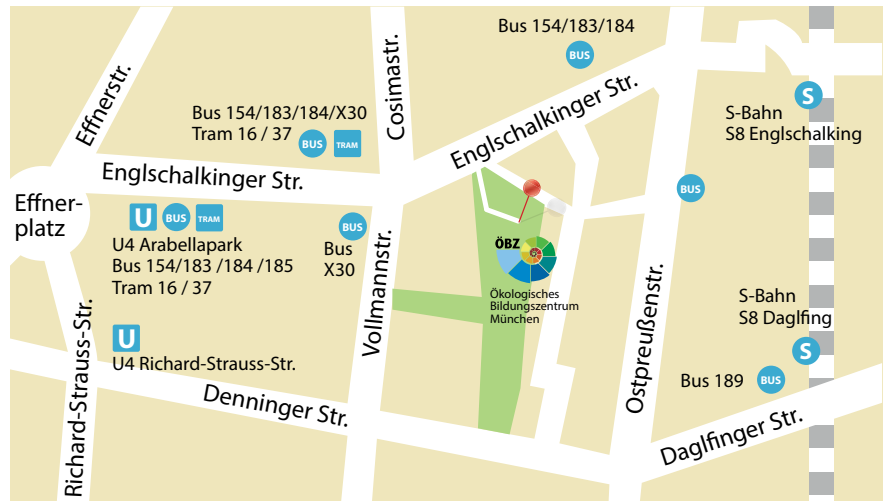 Bus 154/183/184
BUS
Effnerstr.
Cosimastr.
Bus 154/183/184/X30
Tram 16 / 37
BUS
TRAM
Englschalkinger Str.
S
S-Bahn
S8 Englschalking
Englschalkinger Str.
BUS
Effner-
platz
U
BUS
TRAM
U4 Arabellapark
Bus 154/183 /184 /185
Tram 16 / 37
BUS
Bus
X30
Vollmannstr.
ÖBZ
Ökologisches
Bildungszentrum
München
Ostpreußenstr.
S-Bahn
S8 Daglfing
S
Bus 189
BUS
U
U4 Richard-Strauss-Str.
Richard-Strauss-Str.
Denninger Str.
Daglfinger Str.